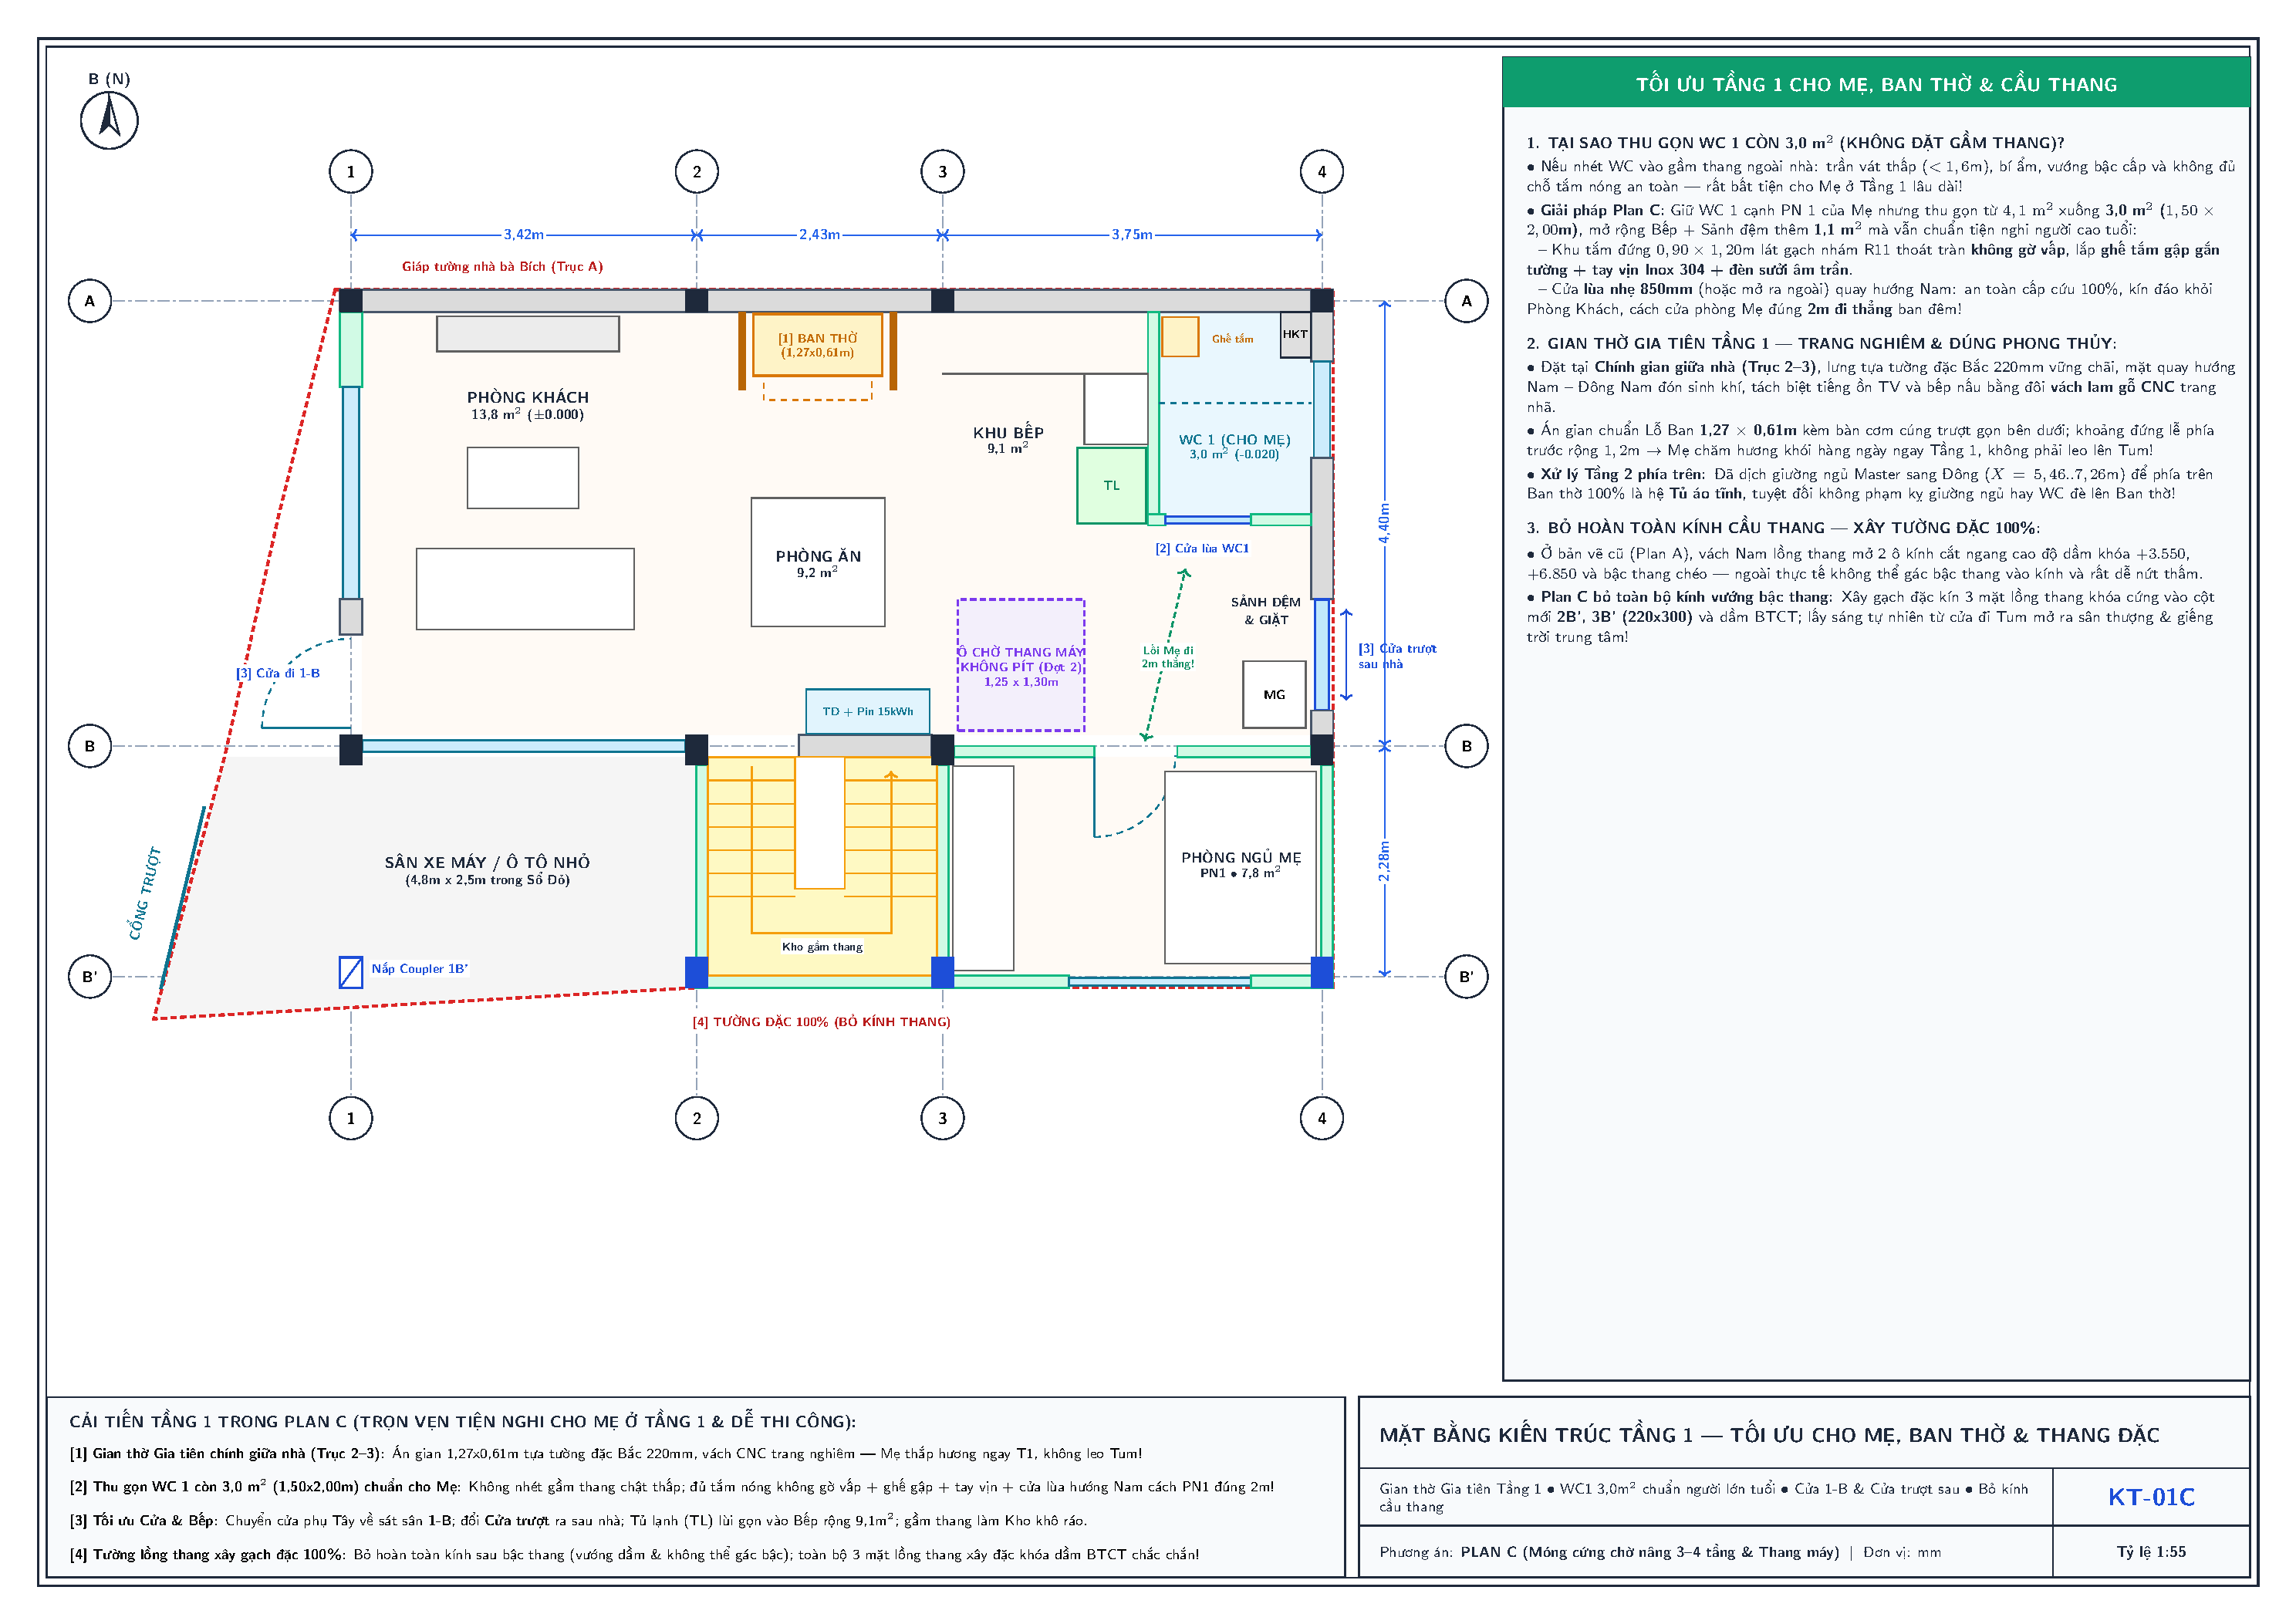 B (N)
1
2
3
4
3,42m
2,43m
3,75m
Giáp tường nhà bà Bích (Trục A)
A
A
[1] BAN THỜ
(1,27x0,61m)
Ghế tắm
HKT
PHÒNG KHÁCH
13,8 m² (±0.000)
KHU BẾP
9,1 m²
WC 1 (CHO MẸ)
3,0 m² (-0.020)
TL
4,40m
[2] Cửa lùa WC1
PHÒNG ĂN
9,2 m²
SẢNH ĐỆM
& GIẶT
Ô CHỜ THANG MÁY
KHÔNG PÍT (Đợt 2)
1,25 x 1,30m
Lối Mẹ đi
2m thẳng!
[3] Cửa trượt
sau nhà
[3] Cửa đi 1-B
MG
TĐ + Pin 15kWh
B
B
SÂN XE MÁY / Ô TÔ NHỎ
(4,8m x 2,5m trong Sổ Đỏ)
CỔNG TRƯỢT
PHÒNG NGỦ MẸ
PN1 ● 7,8 m²
2,28m
Kho gầm thang
Nắp Coupler 1B'
B'
B'
[4] TƯỜNG ĐẶC 100% (BỎ KÍNH THANG)
1
2
3
4
TỐI ƯU TẦNG 1 CHO MẸ, BAN THỜ & CẦU THANG
1. TẠI SAO THU GỌN WC 1 CÒN 3,0 m² (KHÔNG ĐẶT GẦM THANG)?
● Nếu nhét WC vào gầm thang ngoài nhà: trần vát thấp (< 1, 6m), bí ẩm, vướng bậc cấp và không đủ
chỗ tắm nóng an toàn — rất bất tiện cho Mẹ ở Tầng 1 lâu dài!
● Giải pháp Plan C: Giữ WC 1 cạnh PN 1 của Mẹ nhưng thu gọn từ 4, 1 m² xuống 3,0 m² (1, 50 ×
2, 00m), mở rộng Bếp + Sảnh đệm thêm 1,1 m² mà vẫn chuẩn tiện nghi người cao tuổi:
– Khu tắm đứng 0, 90 × 1, 20m lát gạch nhám R11 thoát tràn không gờ vấp, lắp ghế tắm gập gắn
tường + tay vịn Inox 304 + đèn sưởi âm trần.
– Cửa lùa nhẹ 850mm (hoặc mở ra ngoài) quay hướng Nam: an toàn cấp cứu 100%, kín đáo khỏi
Phòng Khách, cách cửa phòng Mẹ đúng 2m đi thẳng ban đêm!
2. GIAN THỜ GIA TIÊN TẦNG 1 — TRANG NGHIÊM & ĐÚNG PHONG THỦY:
● Đặt tại Chính gian giữa nhà (Trục 2–3), lưng tựa tường đặc Bắc 220mm vững chãi, mặt quay hướng
Nam – Đông Nam đón sinh khí, tách biệt tiếng ồn TV và bếp nấu bằng đôi vách lam gỗ CNC trang
nhã.
● Án gian chuẩn Lỗ Ban 1,27 × 0,61m kèm bàn cơm cúng trượt gọn bên dưới; khoảng đứng lễ phía
trước rộng 1, 2m → Mẹ chăm hương khói hàng ngày ngay Tầng 1, không phải leo lên Tum!
● Xử lý Tầng 2 phía trên: Đã dịch giường ngủ Master sang Đông (X = 5, 46..7, 26m) để phía trên
Ban thờ 100% là hệ Tủ áo tĩnh, tuyệt đối không phạm kỵ giường ngủ hay WC đè lên Ban thờ!
3. BỎ HOÀN TOÀN KÍNH CẦU THANG — XÂY TƯỜNG ĐẶC 100%:
● Ở bản vẽ cũ (Plan A), vách Nam lồng thang mở 2 ô kính cắt ngang cao độ dầm khóa +3.550,
+6.850 và bậc thang chéo — ngoài thực tế không thể gác bậc thang vào kính và rất dễ nứt thấm.
● Plan C bỏ toàn bộ kính vướng bậc thang: Xây gạch đặc kín 3 mặt lồng thang khóa cứng vào cột
mới 2B', 3B' (220x300) và dầm BTCT; lấy sáng tự nhiên từ cửa đi Tum mở ra sân thượng & giếng
trời trung tâm!
CẢI TIẾN TẦNG 1 TRONG PLAN C (TRỌN VẸN TIỆN NGHI CHO MẸ Ở TẦNG 1 & DỄ THI CÔNG):
[1] Gian thờ Gia tiên chính giữa nhà (Trục 2–3): Án gian 1,27x0,61m tựa tường đặc Bắc 220mm, vách CNC trang nghiêm — Mẹ thắp hương ngay T1, không leo Tum!
[2] Thu gọn WC 1 còn 3,0 m² (1,50x2,00m) chuẩn cho Mẹ: Không nhét gầm thang chật thấp; đủ tắm nóng không gờ vấp + ghế gập + tay vịn + cửa lùa hướng Nam cách PN1 đúng 2m!
[3] Tối ưu Cửa & Bếp: Chuyển cửa phụ Tây về sát sân 1-B; đổi Cửa trượt ra sau nhà; Tủ lạnh (TL) lùi gọn vào Bếp rộng 9,1m²; gầm thang làm Kho khô ráo.
[4] Tường lồng thang xây gạch đặc 100%: Bỏ hoàn toàn kính sau bậc thang (vướng dầm & không thể gác bậc); toàn bộ 3 mặt lồng thang xây đặc khóa dầm BTCT chắc chắn!
MẶT BẰNG KIẾN TRÚC TẦNG 1 — TỐI ƯU CHO MẸ, BAN THỜ & THANG ĐẶC
Gian thờ Gia tiên Tầng 1 ● WC1 3,0m² chuẩn người lớn tuổi ● Cửa 1-B & Cửa trượt sau ● Bỏ kính
cầu thang
KT-01C
Phương án: PLAN C (Móng cứng chờ nâng 3–4 tầng & Thang máy) | Đơn vị: mm
Tỷ lệ 1:55